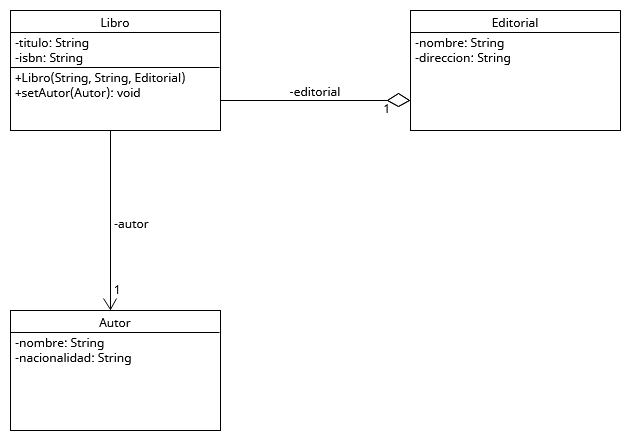 Libro
-titulo: String
-isbn: String
+Libro(String, String, Editorial)
+setAutor(Autor): void
-editorial
1
Editorial
-nombre: String
-direccion: String
-autor
1
Autor
-nombre: String
-nacionalidad: String